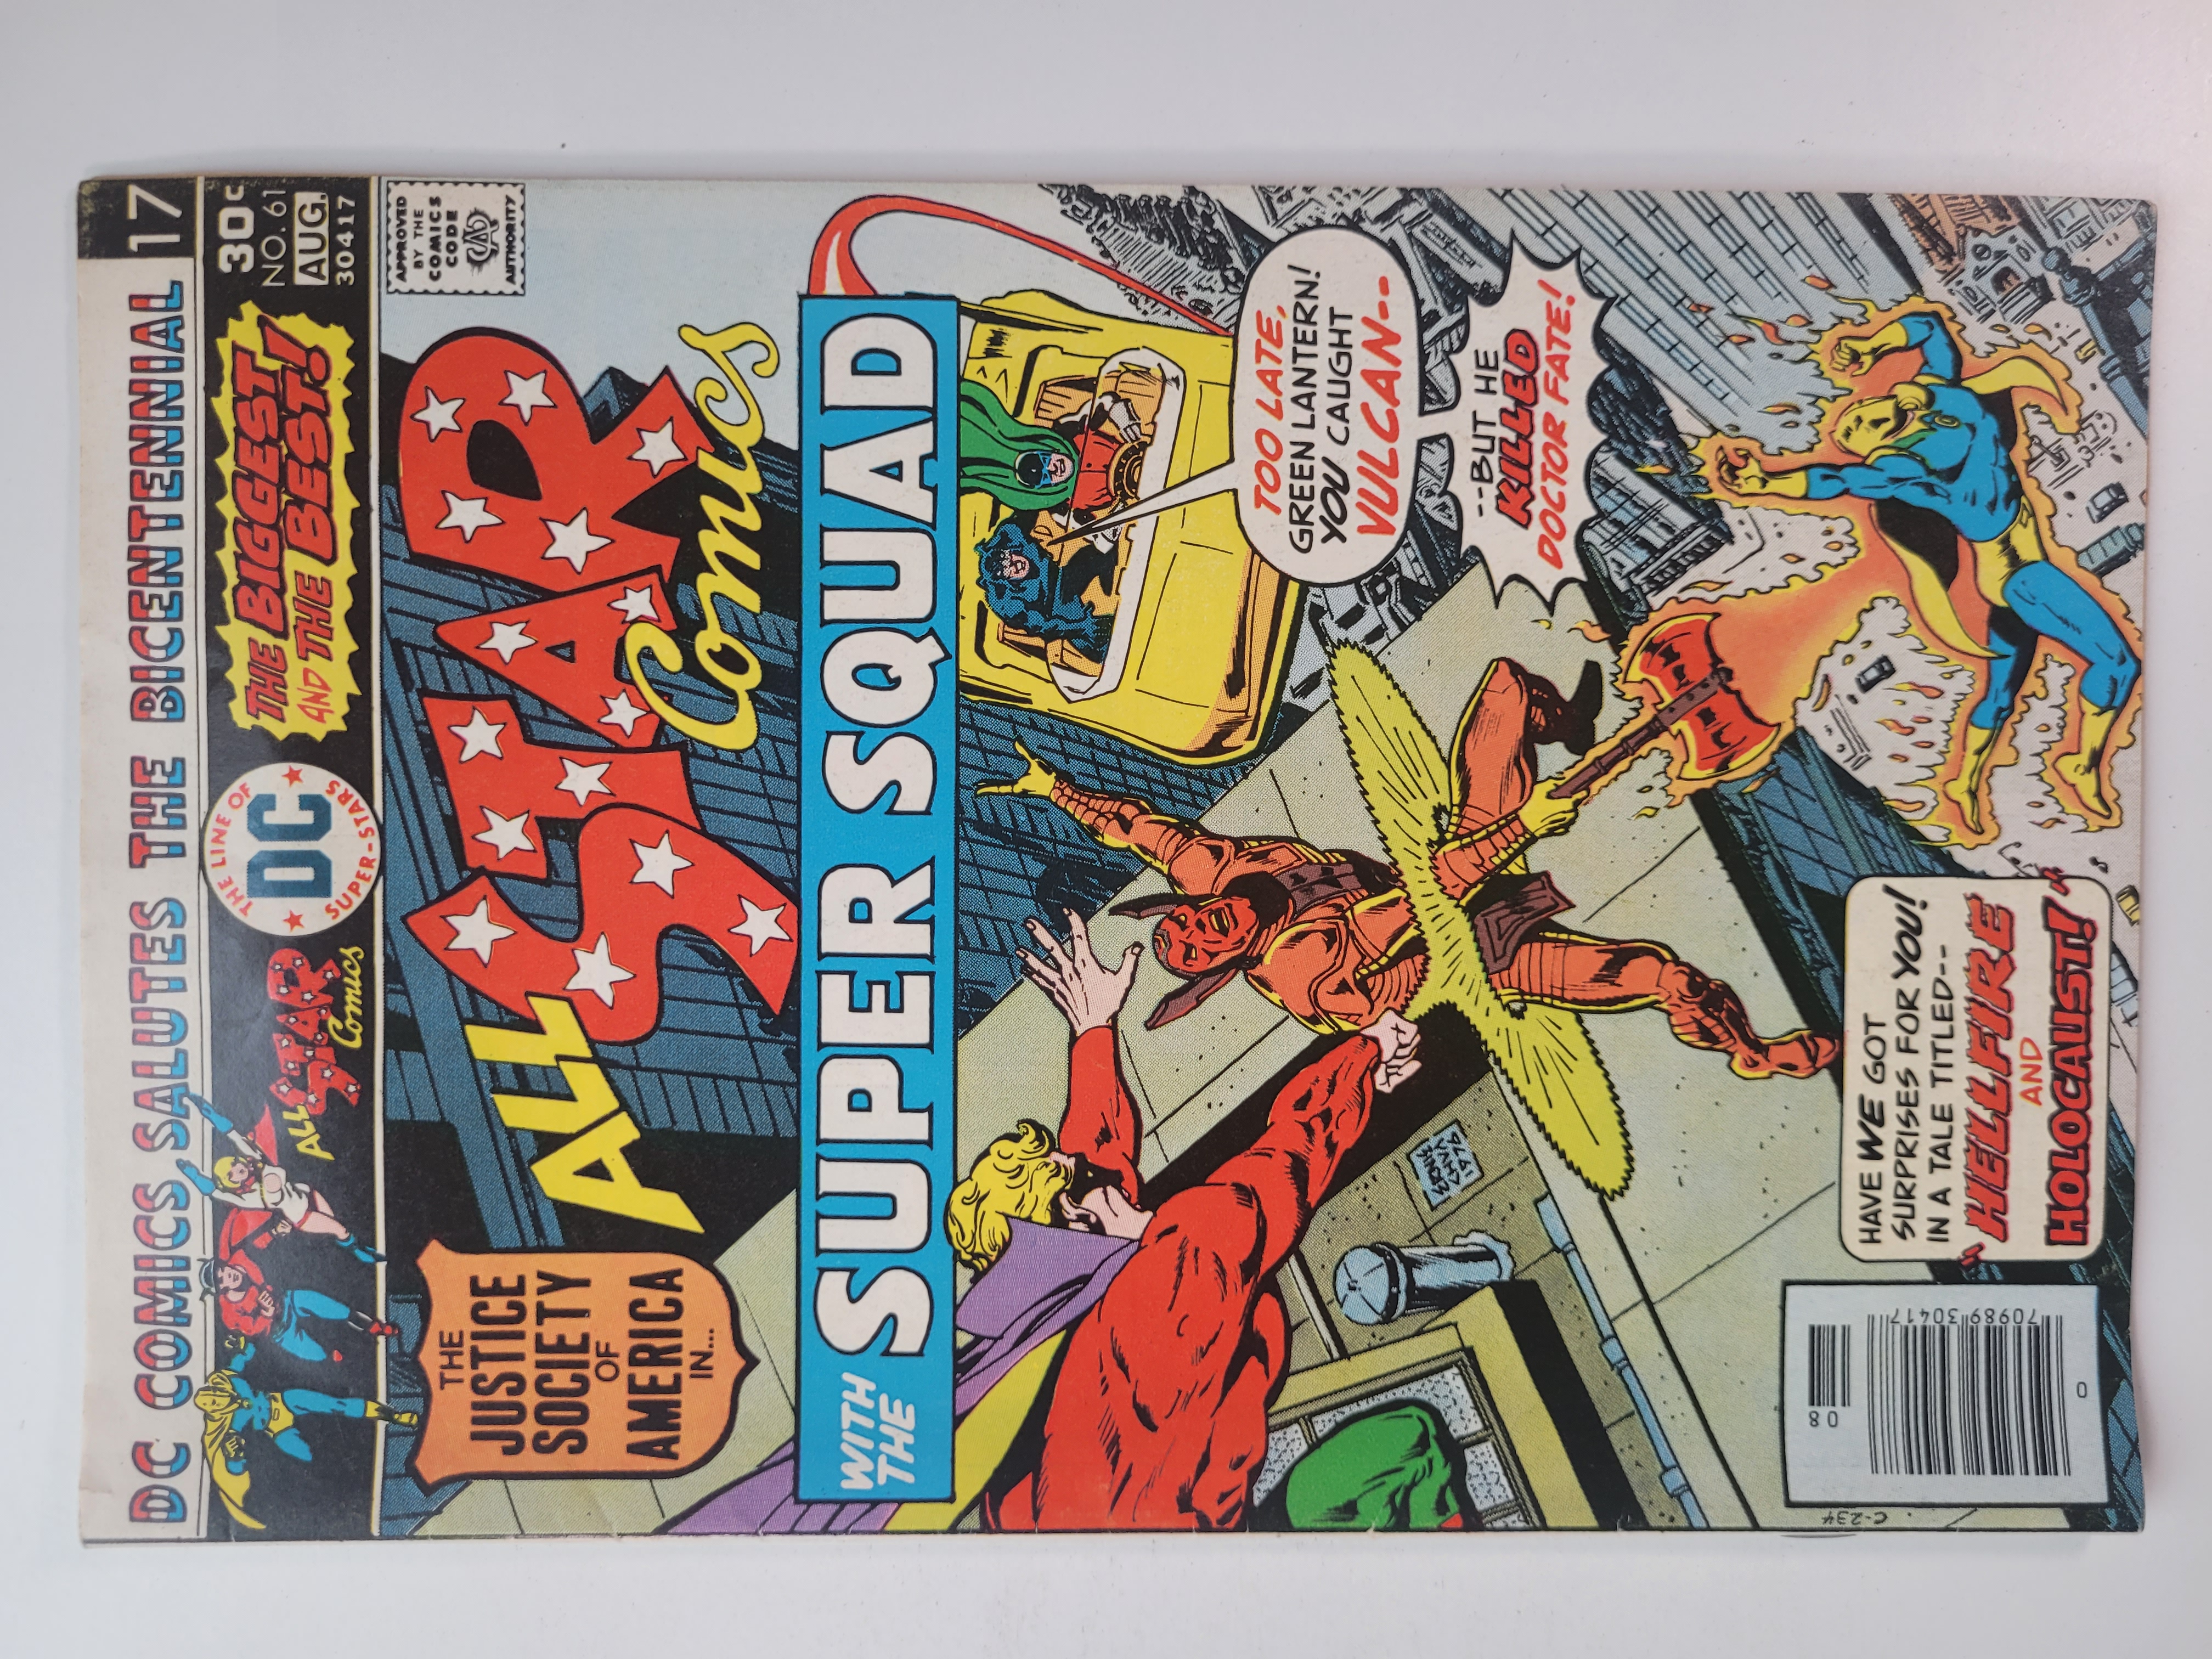 DC COMICS SALUTES THE BICENTENNIAL 17
THE LINE OF
DC
SUPER-STARS
ALL STAR
Comics
THE BIGGEST
AND THE BEST!
30¢
NO. 61
AUG.
30417
APPROVED
BY THE
COMICS
CODE
CA
AUTHORITY
THE
JUSTICE
SOCIETY
OF
AMERICA
IN...
ALL STAR
Comics
WITH
THE
SUPER SQUAD
TOO LATE,
GREEN LANTERN!
YOU CAUGHT
VULCAN--
--BUT HE
KILLED
DOCTOR FATE!
HAVE WE GOT
SURPRISES FOR YOU!
IN A TALE TITLED--
"HELLFIRE
AND
HOLOCAUST!"
08
70989 30417
0
C-234